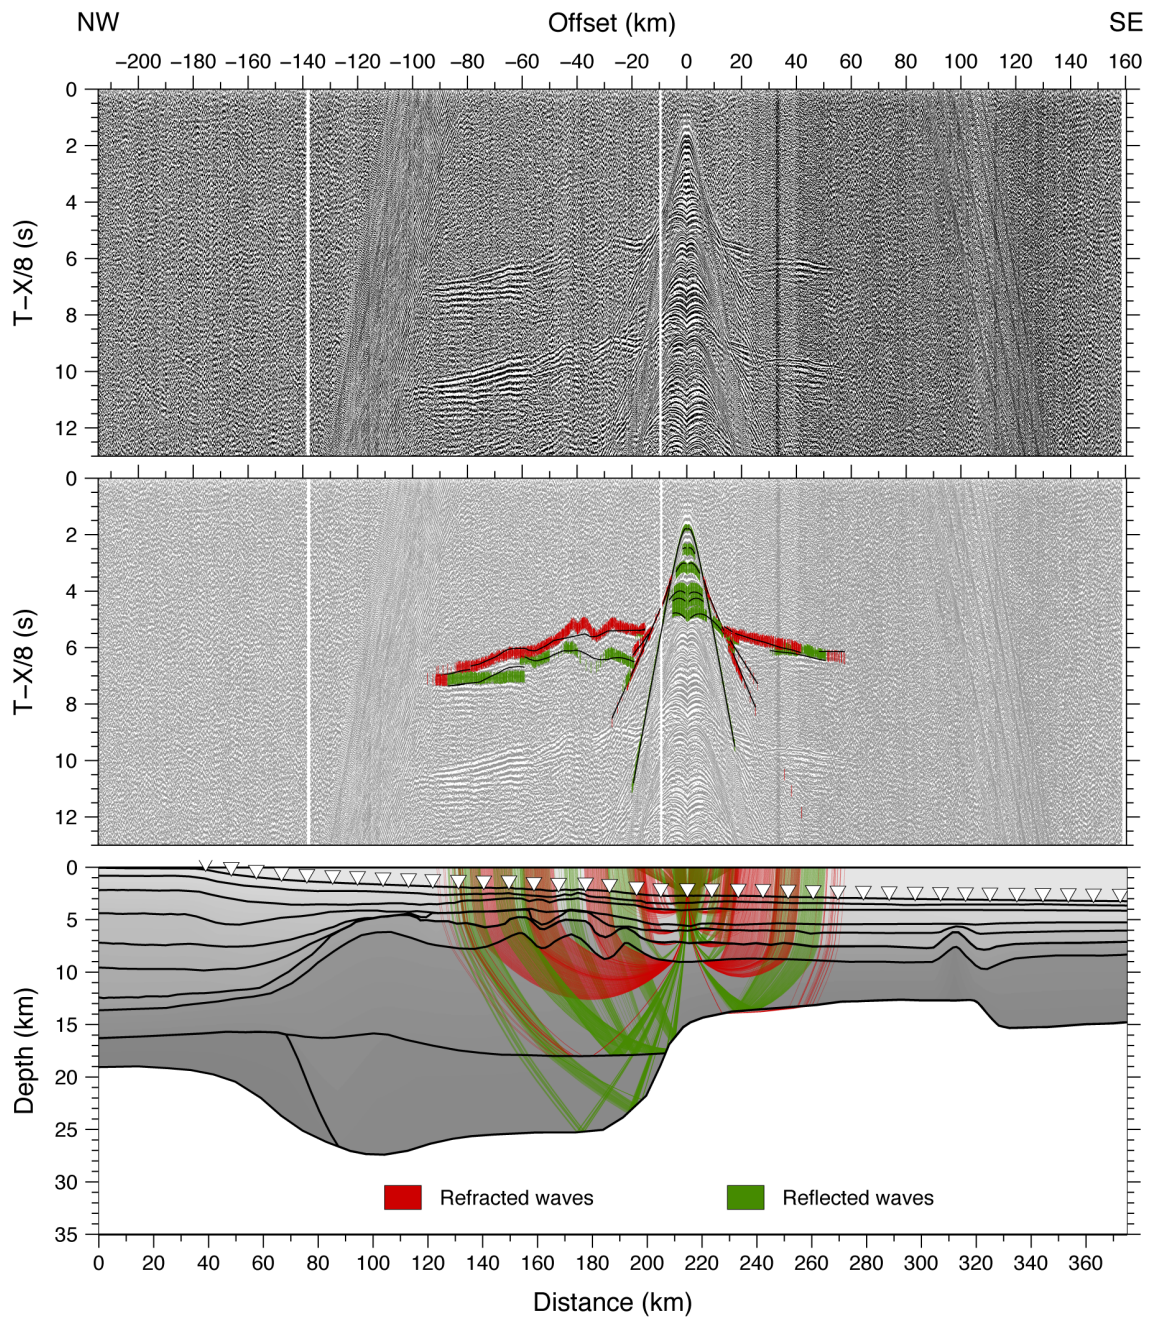 NW Offset (km) SE
−200 −180 −160 −140 −120 −100 −80 −60 −40 −20 0 20 40 60 80 100 120 140 160
0
2
4
6
8
10
12
T−X/8 (s)
0
2
4
6
8
10
12
T−X/8 (s)
0
5
10
15
20
25
30
35
Depth (km)
Refracted waves Reflected waves
0 20 40 60 80 100 120 140 160 180 200 220 240 260 280 300 320 340 360
Distance (km)